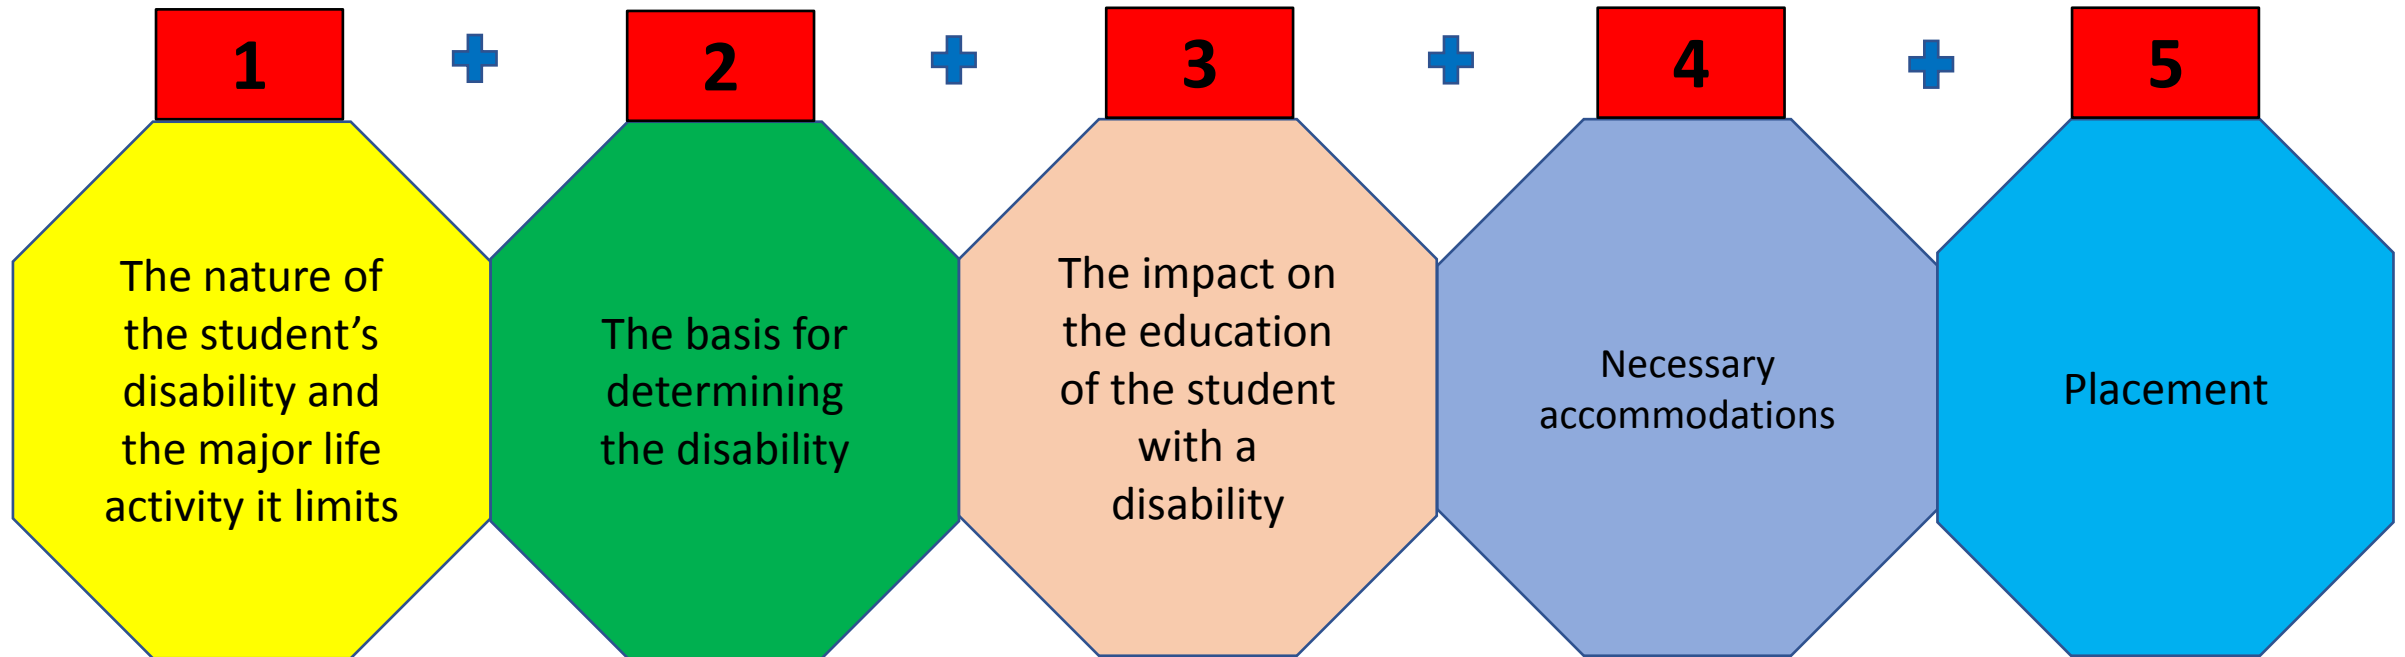 1
2
3
4
5
The nature of
the student’s
disability and
the major life
activity it limits
The basis for
determining
the disability
The impact on
the education
of the student
with a
disability
Necessary
accommodations
Placement